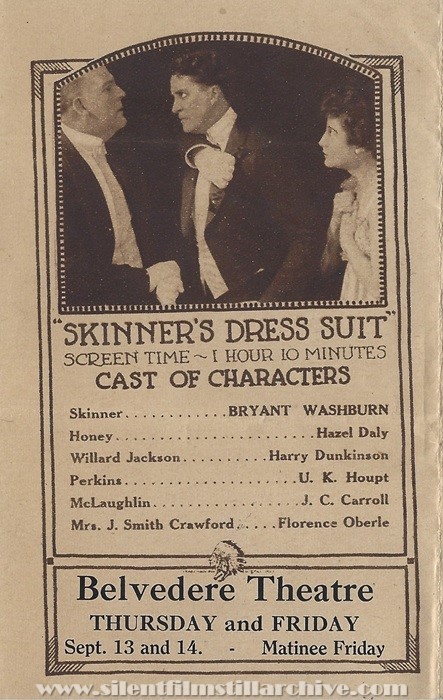 "SKINNER'S DRESS SUIT"
SCREEN TIME ~ 1 HOUR 10 MINUTES
CAST OF CHARACTERS
Skinner............BRYANT WASHBURN
Honey.......................Hazel Daly
Willard Jackson..........Harry Dunkinson
Perkins.....................U. K. Houpt
McLaughlin.................J. C. Carroll
Mrs. J. Smith Crawford.....Florence Oberle
Belvedere Theatre
THURSDAY and FRIDAY
Sept. 13 and 14. - Matinee Friday
www.silentfilmstillarchive.com